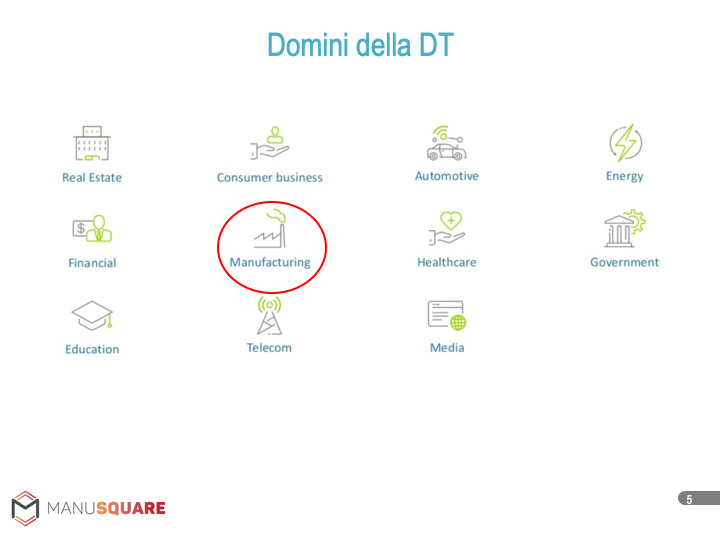 Domini della DT
Real Estate
Consumer business
Automotive
Energy
$
Financial
Manufacturing
Healthcare
Government
Education
Telecom
Media
MANUSQUARE
5